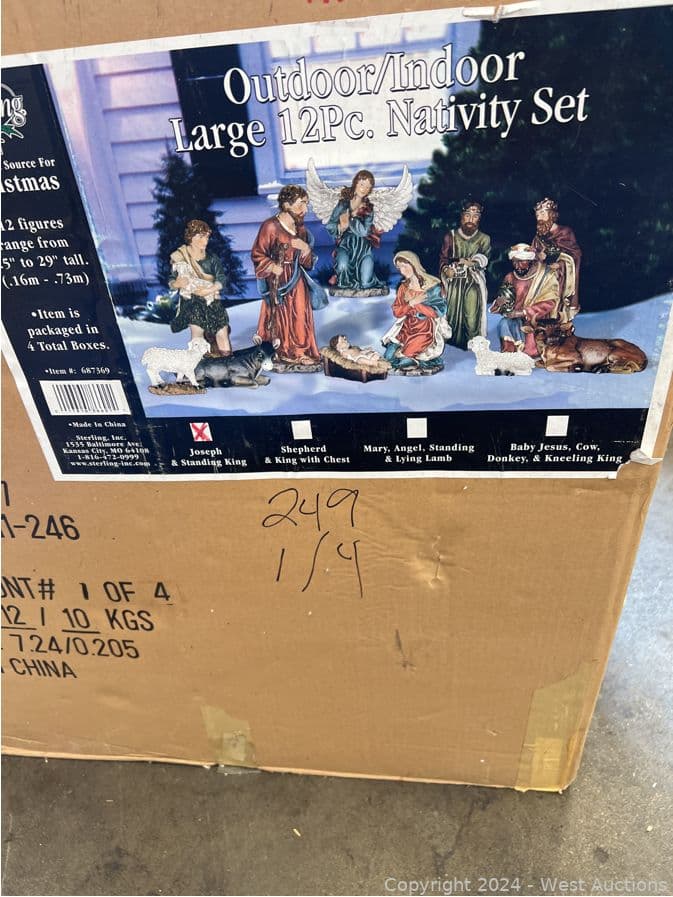 Outdoor/Indoor
Large 12Pc. Nativity Set
Source For
12 figures
range from
29" tall.
(.16m - .73m)
•Item is
packaged in
4 Total Boxes.
•Item #: 687369
•Made In China
Sterling, Inc.
1535 Baltimore Ave.
Kansas City, MO 64108
1-816-472-0999
www.sterling-inc.com
Joseph
& Standing King
Shepherd
& King with Chest
Mary, Angel, Standing
& Lying Lamb
Baby Jesus, Cow,
Donkey, & Kneeling King
249
1/4
1-246
# 1 OF 4
12 / 10 KGS
7.24/0.205
CHINA
Copyright 2024 - West Auctions